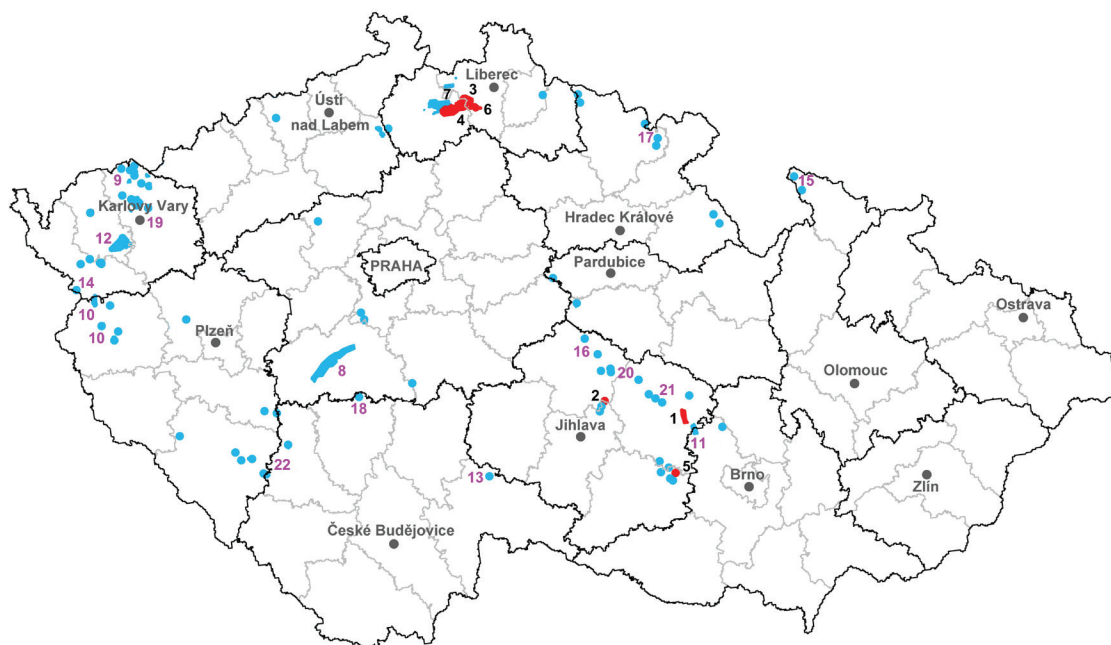 Liberec
3
7
6
4
Ústí
nad Labem
17
9
Karlovy Vary
19
15
12
Hradec Králové
PRAHA
Pardubice
14
10
Ostrava
10
Plzeň
16
8
20
Olomouc
21
18
2
1
Jihlava
11
22
5
13
Brno
Zlín
České Budějovice